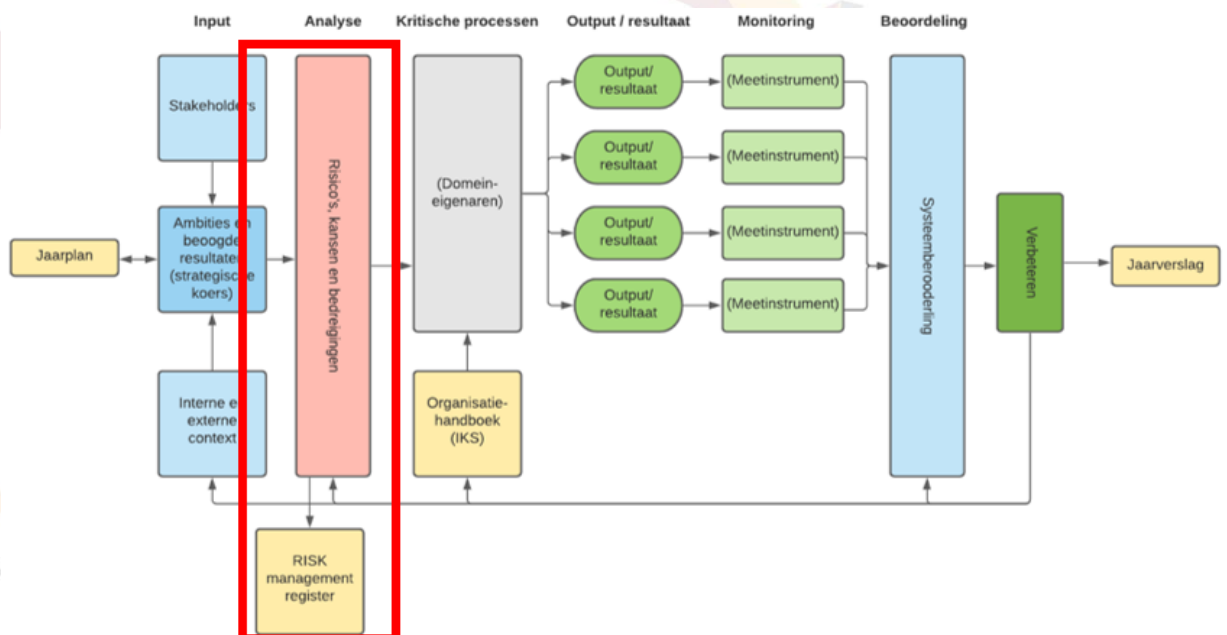 Input
Analyse
Kritische processen
Output / resultaat
Monitoring
Beoordeling
Stakeholders
Jaarplan
Ambities en
beoogde
resultaten
(strategische
koers)
Interne en
externe
context
Risico's, kansen en bedreigingen
RISK
management
register
(Domein-
eigenaren)
Organisatie-
handboek
(IKS)
Output/
resultaat
(Meetinstrument)
Output/
resultaat
(Meetinstrument)
Output/
resultaat
(Meetinstrument)
Output/
resultaat
(Meetinstrument)
Systeemberooderling
Verbeteren
Jaarverslag